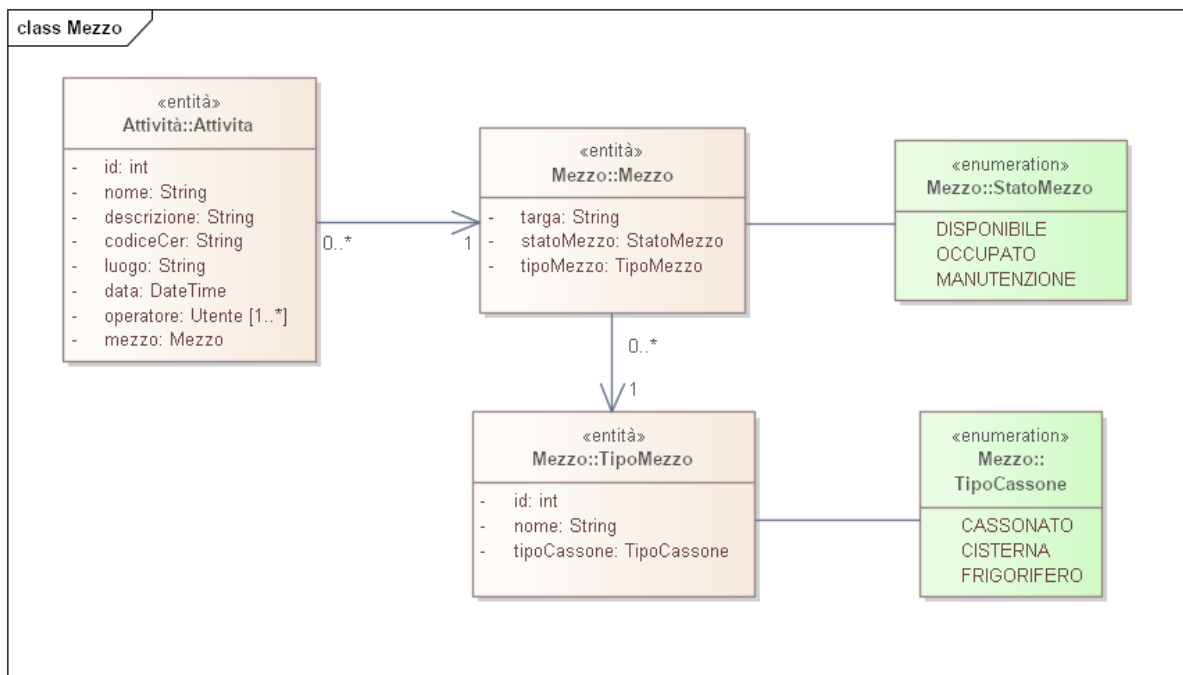 class Mezzo
«entità»
Attività::Attivita
- id: int
- nome: String
- descrizione: String
- codiceCer: String
- luogo: String
- data: DateTime
- operatore: Utente [1..*]
- mezzo: Mezzo
0..*
1
«entità»
Mezzo::Mezzo
- targa: String
- statoMezzo: StatoMezzo
- tipoMezzo: TipoMezzo
«enumeration»
Mezzo::StatoMezzo
DISPONIBILE
OCCUPATO
MANUTENZIONE
0..*
1
«entità»
Mezzo::TipoMezzo
- id: int
- nome: String
- tipoCassone: TipoCassone
«enumeration»
Mezzo::
TipoCassone
CASSONATO
CISTERNA
FRIGORIFERO